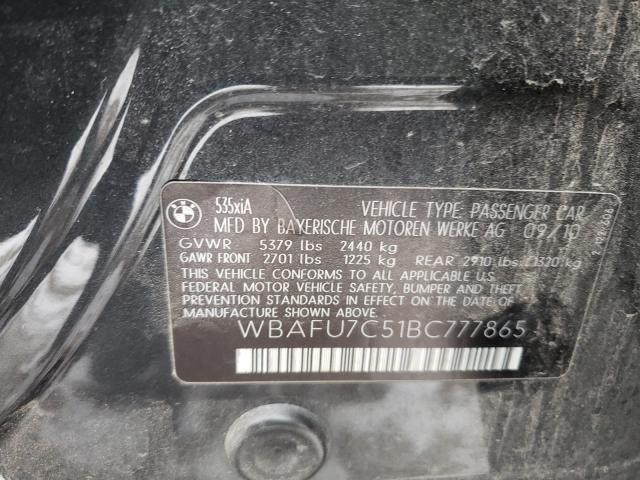 BMW
535xiA
VEHICLE TYPE: PASSENGER CAR
MFD BY BAYERISCHE MOTOREN WERKE AG 09/10
GVWR 5379 lbs 2440 kg
GAWR FRONT 2701 lbs 1225 kg REAR 2910 lbs 1320 kg
THIS VEHICLE CONFORMS TO ALL APPLICABLE U.S.
FEDERAL MOTOR VEHICLE SAFETY, BUMPER AND THEFT
PREVENTION STANDARDS IN EFFECT ON THE DATE OF
MANUFACTURE SHOWN ABOVE.
WBAFU7C51BC777865